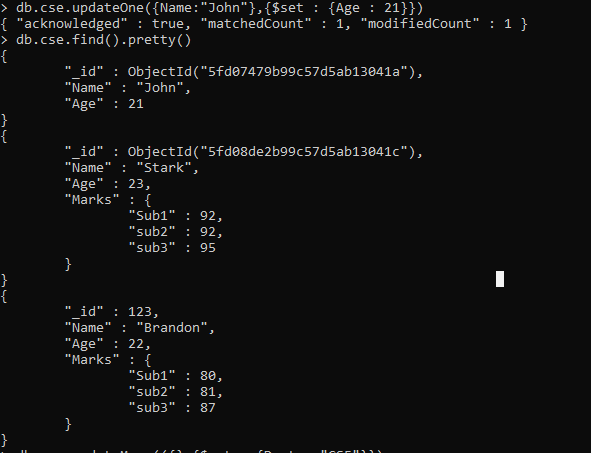 > db.cse.updateOne({Name:"John"},{$set : {Age : 21}})
{ "acknowledged" : true, "matchedCount" : 1, "modifiedCount" : 1 }
> db.cse.find().pretty()
{
        "_id" : ObjectId("5fd07479b99c57d5ab13041a"),
        "Name" : "John",
        "Age" : 21
}
{
        "_id" : ObjectId("5fd08de2b99c57d5ab13041c"),
        "Name" : "Stark",
        "Age" : 23,
        "Marks" : {
                "Sub1" : 92,
                "sub2" : 92,
                "sub3" : 95
        }
}
{
        "_id" : 123,
        "Name" : "Brandon",
        "Age" : 22,
        "Marks" : {
                "Sub1" : 80,
                "sub2" : 81,
                "sub3" : 87
        }
}